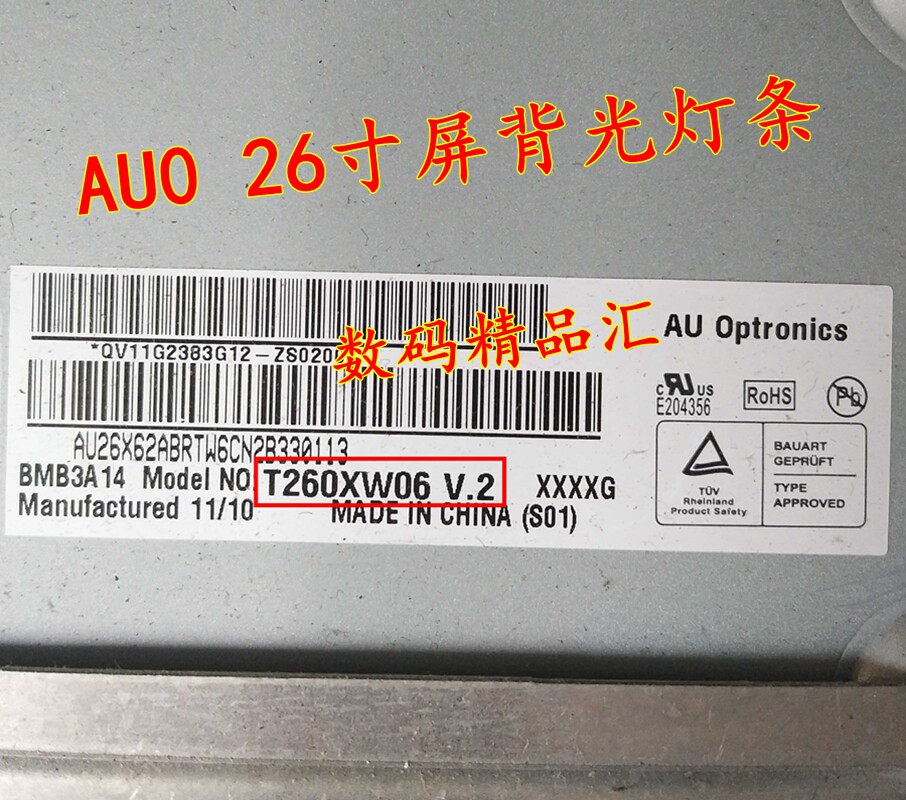 AUO 26寸屏背光灯条
*QV11G2383G12-ZS020
数码精品汇
AU Optronics
AU26X62ABRTW6CN2B330113
c RU US
E204356
RoHS
Pb
BMB3A14 Model NO. T260XW06 V.2 XXXXG
Manufactured 11/10 MADE IN CHINA (S01)
TÜV
Rheinland
Product Safety
BAUART
GEPRÜFT
TYPE
APPROVED